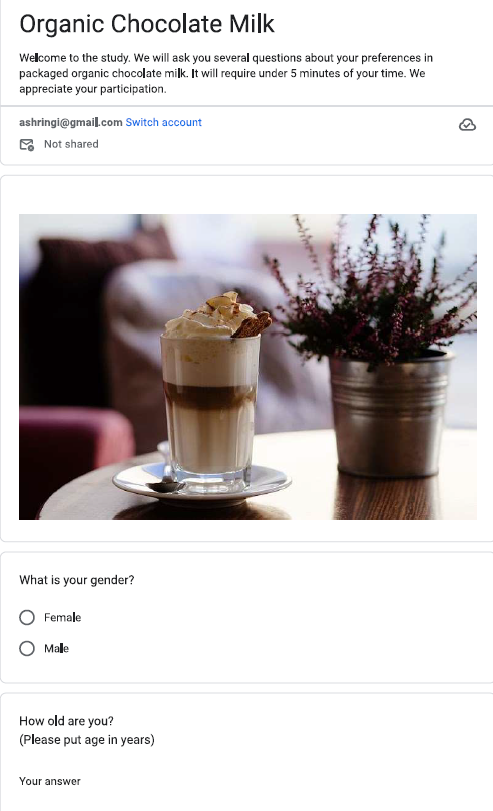 Organic Chocolate Milk
Welcome to the study. We will ask you several questions about your preferences in
packaged organic chocolate milk. It will require under 5 minutes of your time. We
appreciate your participation.
ashringi@gmail.com Switch account
Not shared
What is your gender?
Female
Male
How old are you?
(Please put age in years)
Your answer